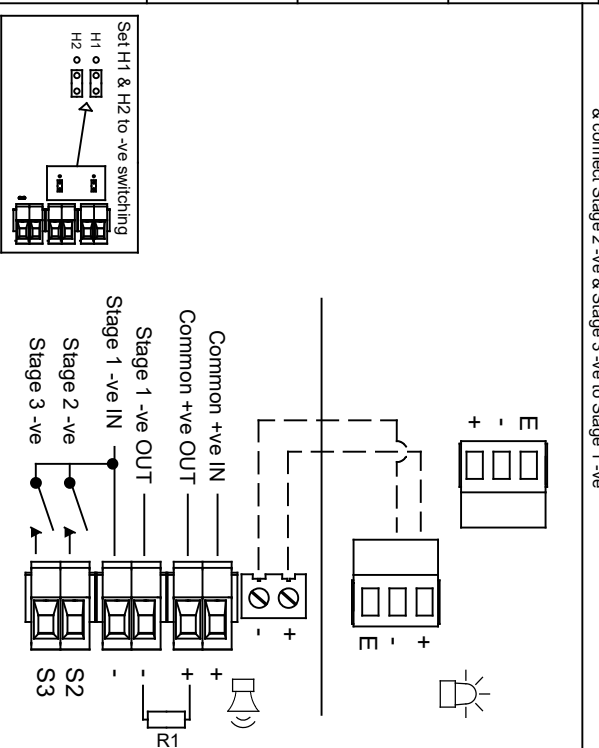 & connect Stage 2 -ve & Stage 3 -ve to Stage 1 -ve
Set H1 & H2 to -ve switching
H1
H2
E
-
+
+
-
E
Common +ve IN
Common +ve OUT
Stage 1 -ve OUT
Stage 1 -ve IN
Stage 2 -ve
Stage 3 -ve
+
-
+
+
-
-
S2
S3
R1